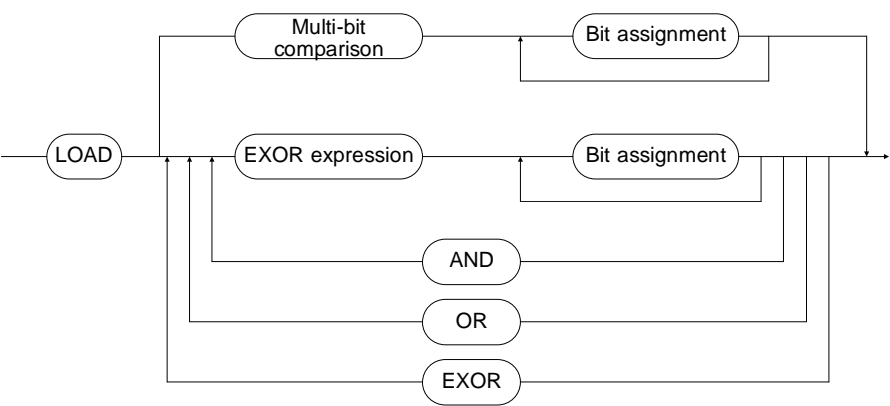 Multi-bit
comparison
Bit assignment
LOAD
EXOR expression
Bit assignment
AND
OR
EXOR